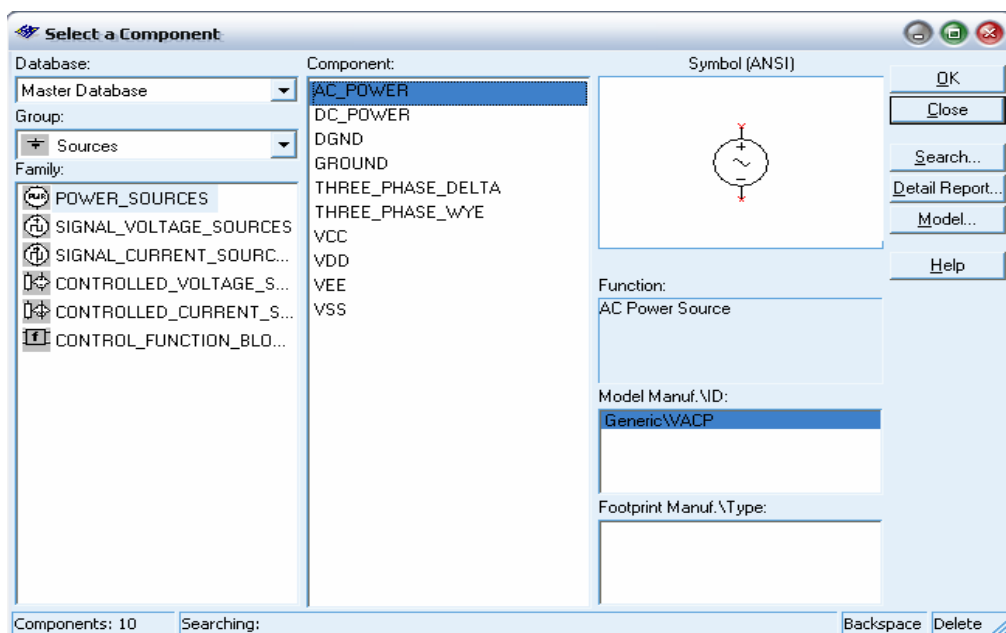 Select a Component
Database:
Master Database
Group:
Sources
Family:
POWER_SOURCES
SIGNAL_VOLTAGE_SOURCES
SIGNAL_CURRENT_SOURC...
CONTROLLED_VOLTAGE_S...
CONTROLLED_CURRENT_S...
CONTROL_FUNCTION_BLO...
Component:
AC_POWER
DC_POWER
DGND
GROUND
THREE_PHASE_DELTA
THREE_PHASE_WYE
VCC
VDD
VEE
VSS
Symbol (ANSI)
Function:
AC Power Source
Model Manuf.\ID:
Generic\VACP
Footprint Manuf.\Type:
OK
Close
Search...
Detail Report...
Model...
Help
Components: 10
Searching:
Backspace
Delete